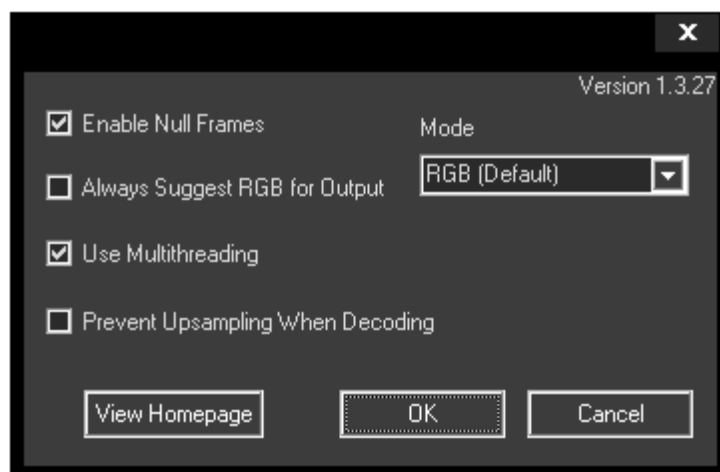 x
Version 1.3.27
Enable Null Frames
Mode
Always Suggest RGB for Output
RGB (Default)
Use Multithreading
Prevent Upsampling When Decoding
View Homepage
OK
Cancel